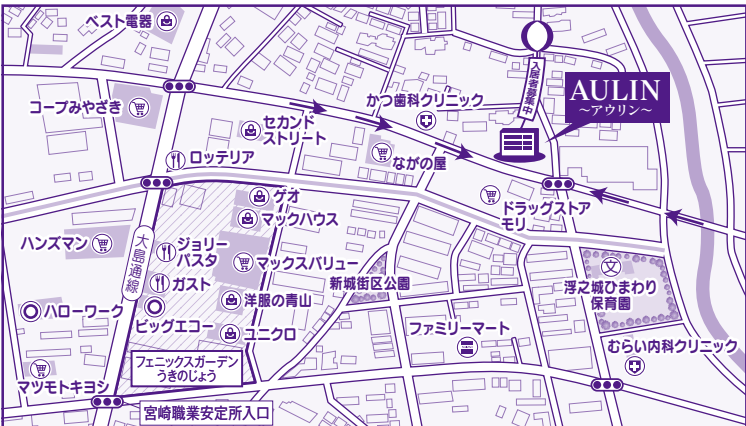 ベスト電器
コープみやざき
ロッテリア
セカンド
ストリート
かつ歯科クリニック
ながの屋
入居者募集中
AULIN
～アウリン～
ドラッグストア
モリ
ゲオ
マックハウス
ハンズマン
大島通線
ジョリー
パスタ
マックスバリュー
ガスト
洋服の青山
ハローワーク
ビッグエコー
ユニクロ
新城街区公園
文
浮之城ひまわり
保育園
ファミリーマート
むらい内科クリニック
フェニックスガーデン
うきのじょう
マツモトキヨシ
宮崎職業安定所入口